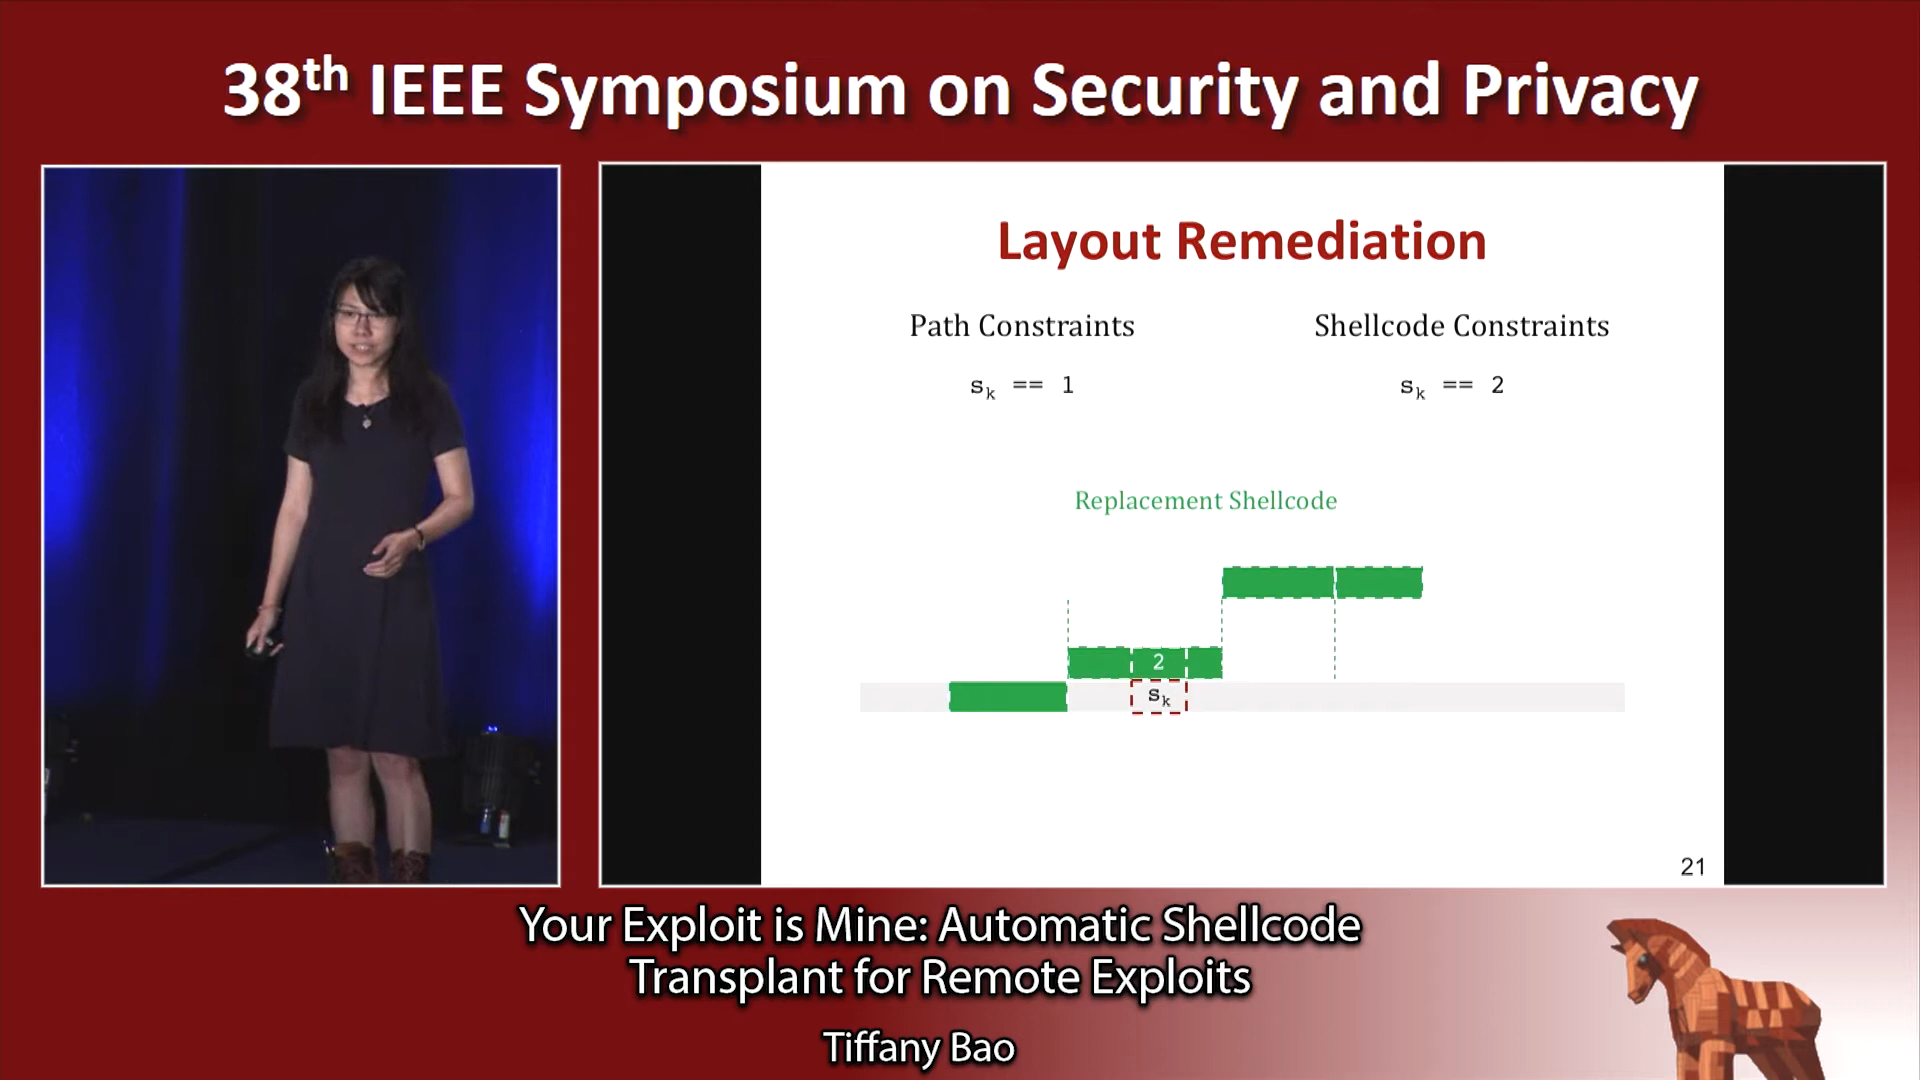 38th IEEE Symposium on Security and Privacy
Layout Remediation
Path Constraints
Shellcode Constraints
sk == 1
sk == 2
Replacement Shellcode
2
sk
21
Your Exploit is Mine: Automatic Shellcode
Transplant for Remote Exploits
Tiffany Bao